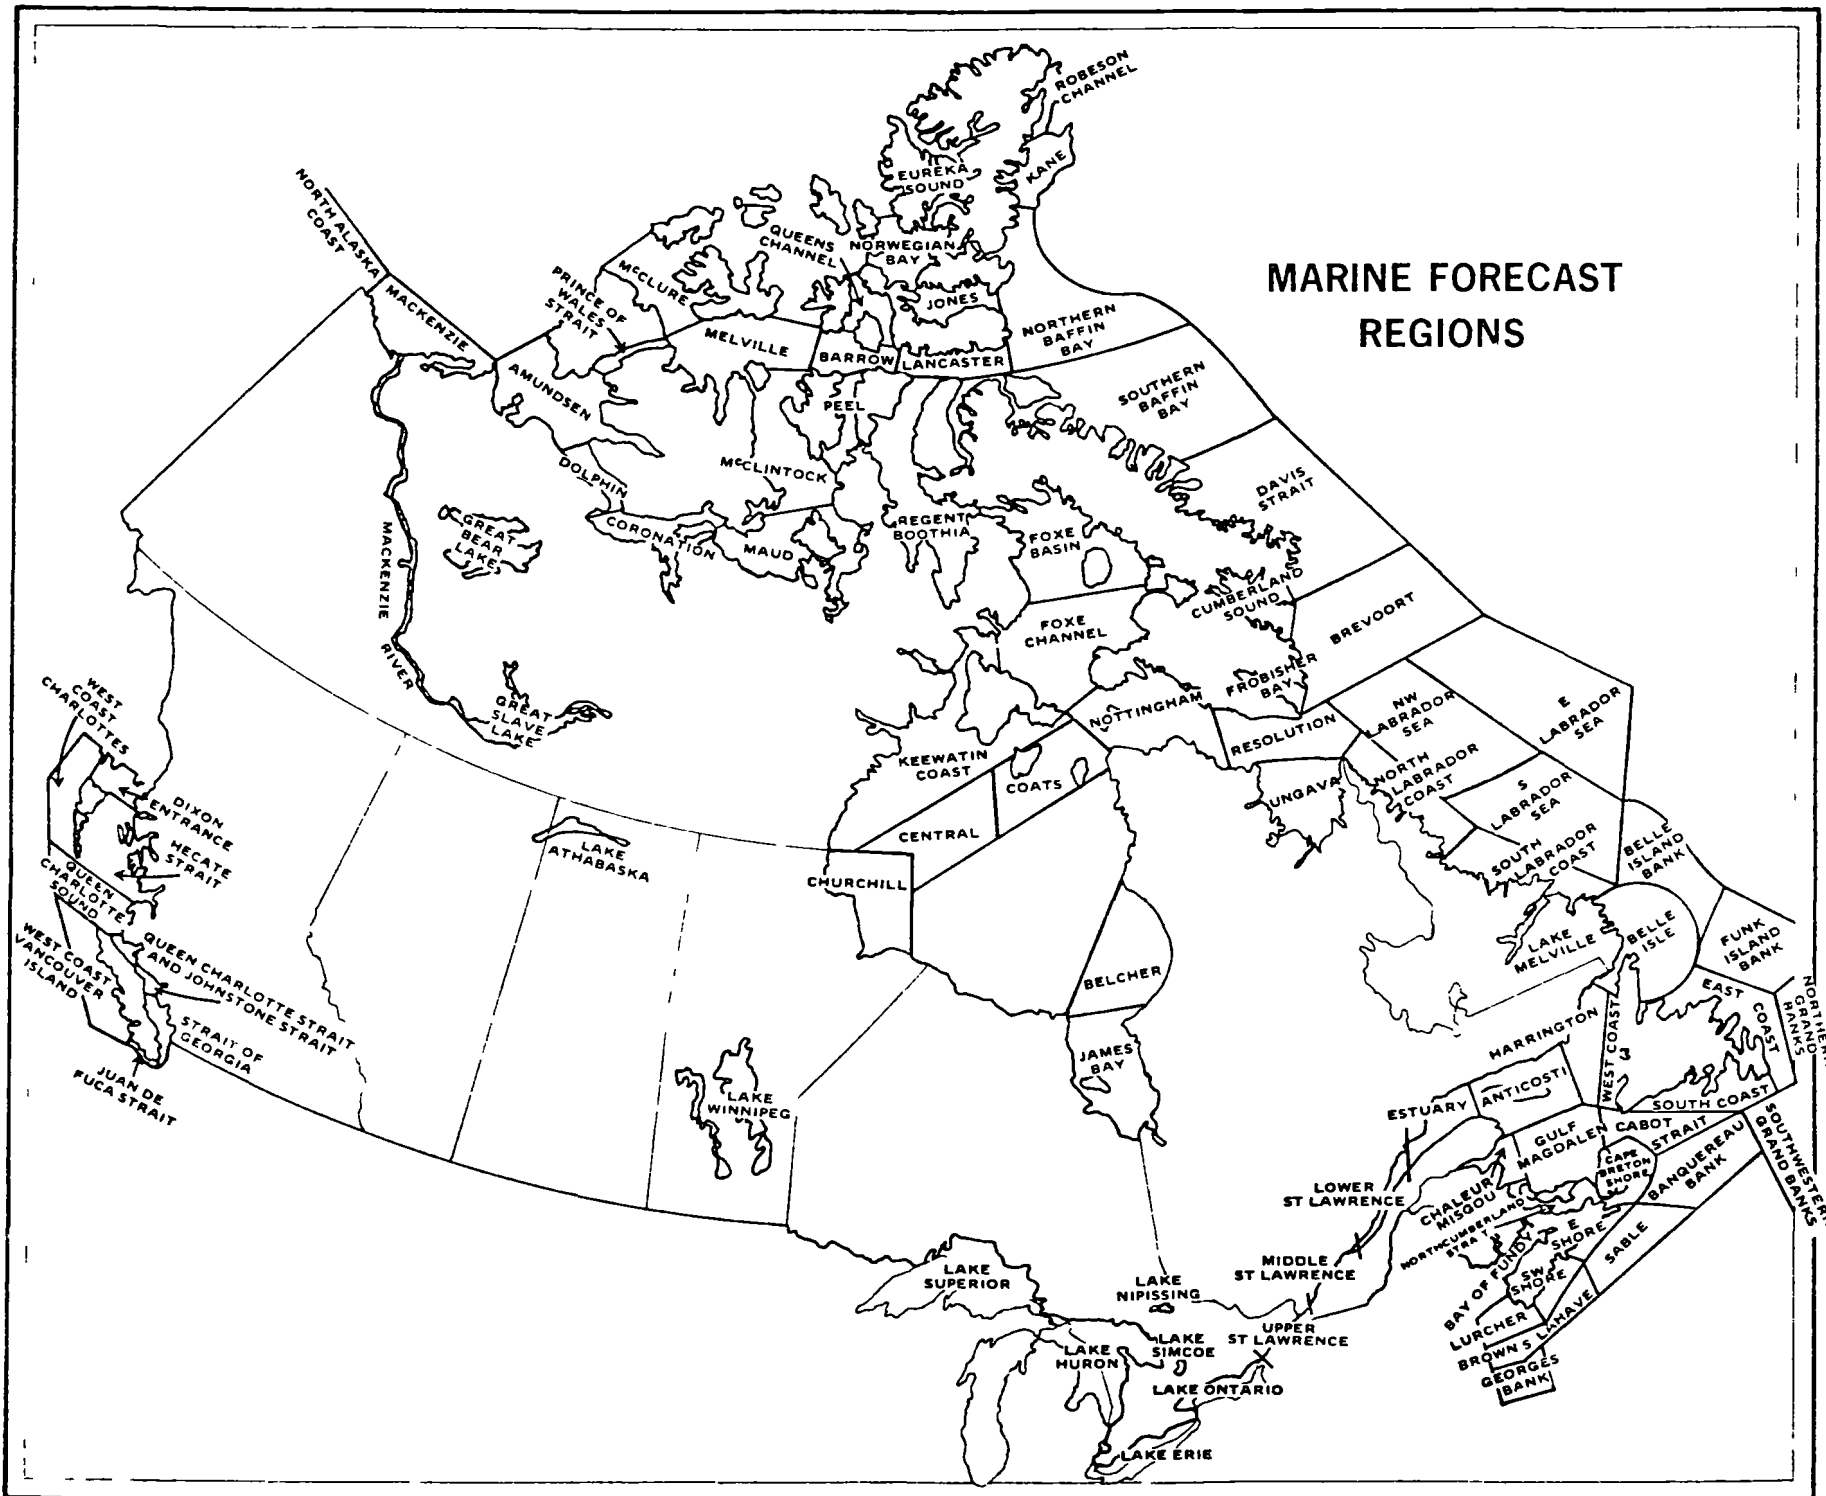 MARINE FORECAST
REGIONS
ROBESON
CHANNEL
KANE
EUREKA
SOUND
NORTH ALASKA
COAST
MACKENZIE
QUEENS
CHANNEL
NORWEGIAN
BAY
McCLURE
PRINCE OF
WALES
STRAIT
JONES
MELVILLE
BARROW
LANCASTER
NORTHERN
BAFFIN
BAY
AMUNDSEN
PEEL
SOUTHERN
BAFFIN
BAY
DOLPHIN
McCLINTOCK
DAVIS
STRAIT
GREAT
BEAR
LAKE
CORONATION
MAUD
REGENT
BOOTHIA
FOXE
BASIN
MACKENZIE
RIVER
CUMBERLAND
SOUND
BREVOORT
FOXE
CHANNEL
FROBISHER
BAY
NOTTINGHAM
GREAT
SLAVE
LAKE
RESOLUTION
NW
LABRADOR
SEA
E
LABRADOR
SEA
KEEWATIN
COAST
COATS
UNGAVA
NORTH
LABRADOR
COAST
S
LABRADOR
SEA
WEST
COAST
CHARLOTTES
DIXON
ENTRANCE
HECATE
STRAIT
QUEEN
CHARLOTTE
SOUND
LAKE
ATHABASKA
CENTRAL
CHURCHILL
SOUTH
LABRADOR
COAST
BELLE
ISLAND
BANK
WEST COAST
VANCOUVER
ISLAND
QUEEN CHARLOTTE STRAIT
AND JOHNSTONE STRAIT
STRAIT OF
GEORGIA
JUAN DE
FUCA STRAIT
BELCHER
LAKE
MELVILLE
BELLE
ISLE
FUNK
ISLAND
BANK
JAMES
BAY
LAKE
WINNIPEG
HARRINGTON
WEST COAST
EAST
COAST
NORTHERN
GRAND
BANKS
ESTUARY
ANTICOSTI
SOUTH COAST
GULF
MAGDALEN
CABOT
STRAIT
CAPE
BRETON
SHORE
BANQUEREAU
BANK
SOUTHWESTERN
GRAND BANKS
LOWER
ST LAWRENCE
CHALEUR
MISCOU
NORTHCUMBERLAND
E
SHORE
SABLE
MIDDLE
ST LAWRENCE
BAY OF FUNDY
SW
SHORE
LAKE
SUPERIOR
LAKE
NIPISSING
UPPER
ST LAWRENCE
LURCHER
LAHAVE
BROWNS
GEORGES
BANK
LAKE
HURON
LAKE
SIMCOE
LAKE ONTARIO
LAKE ERIE